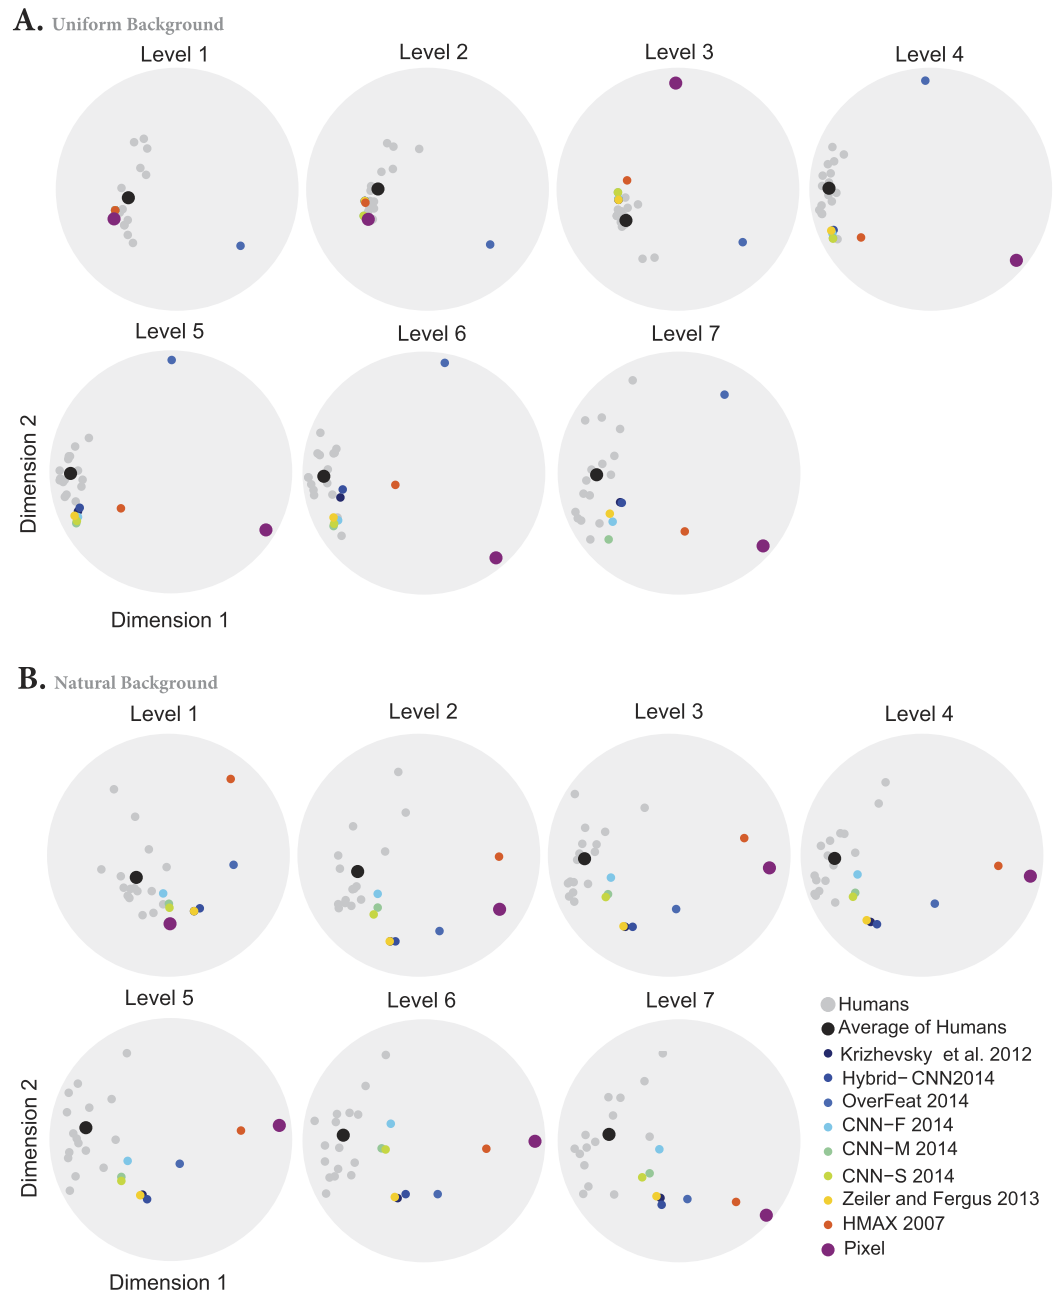 A. Uniform Background
Level 1
Level 2
Level 3
Level 4
Level 5
Level 6
Level 7
Dimension 2
Dimension 1
B. Natural Background
Level 1
Level 2
Level 3
Level 4
Level 5
Level 6
Level 7
Humans
Average of Humans
Krizhevsky et al. 2012
Hybrid−CNN2014
OverFeat 2014
CNN−F 2014
CNN−M 2014
CNN−S 2014
Zeiler and Fergus 2013
HMAX 2007
Pixel
Dimension 2
Dimension 1